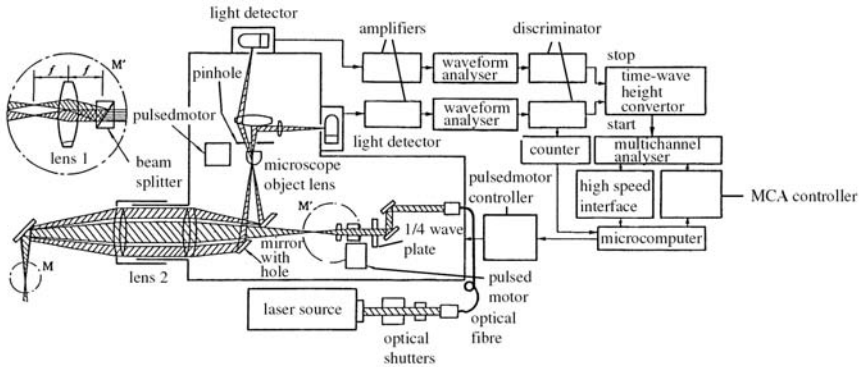 light detector
amplifiers
discriminator
M'
f
f
lens 1
beam
splitter
pinhole
pulsedmotor
waveform
analyser
waveform
analyser
stop
time-wave
height
convertor
start
light detector
microscope
object lens
counter
multichannel
analyser
pulsedmotor
controller
high speed
interface
MCA controller
microcomputer
M'
1/4 wave
plate
mirror
with
hole
M
lens 2
pulsed
motor
laser source
optical
shutters
optical
fibre